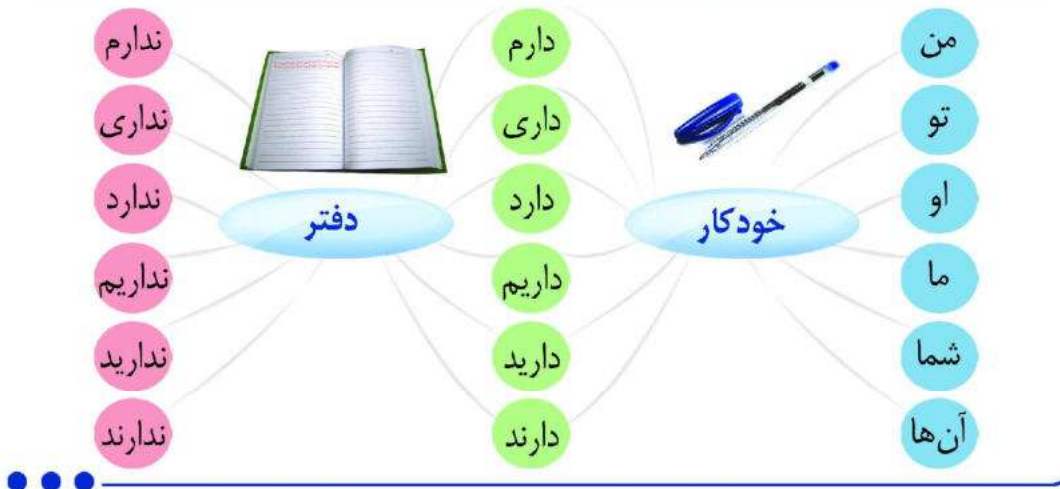 من
تو
او
ما
شما
آن‌ها
خودکار
دارم
داری
دارد
داریم
دارید
دارند
دفتر
ندارم
نداری
ندارد
نداریم
ندارید
ندارند